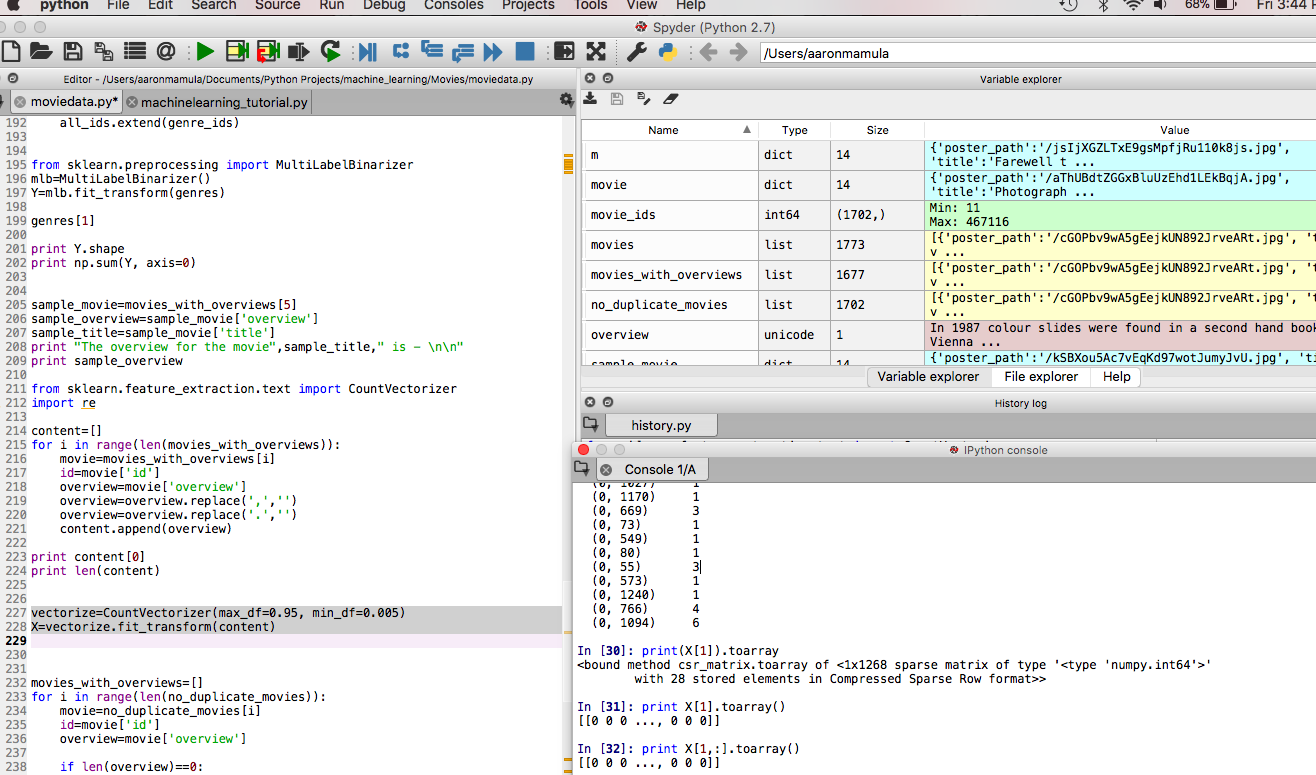 python File Edit Search Source Run Debug Consoles Projects Tools View Help 68% Fri 3:44
Spyder (Python 2.7)
/Users/aaronmamula
Editor - /Users/aaronmamula/Documents/Python Projects/machine_learning/Movies/moviedata.py
moviedata.py* machinelearning_tutorial.py
192 all_ids.extend(genre_ids)
193
194
195 from sklearn.preprocessing import MultiLabelBinarizer
196 mlb=MultiLabelBinarizer()
197 Y=mlb.fit_transform(genres)
198
199 genres[1]
200
201 print Y.shape
202 print np.sum(Y, axis=0)
203
204
205 sample_movie=movies_with_overviews[5]
206 sample_overview=sample_movie['overview']
207 sample_title=sample_movie['title']
208 print "The overview for the movie",sample_title," is - \n\n"
209 print sample_overview
210
211 from sklearn.feature_extraction.text import CountVectorizer
212 import re
213
214 content=[]
215 for i in range(len(movies_with_overviews)):
216 movie=movies_with_overviews[i]
217 id=movie['id']
218 overview=movie['overview']
219 overview=overview.replace(',','')
220 overview=overview.replace('.','')
221 content.append(overview)
222
223 print content[0]
224 print len(content)
225
226
227 vectorize=CountVectorizer(max_df=0.95, min_df=0.005)
228 X=vectorize.fit_transform(content)
229
230
231
232 movies_with_overviews=[]
233 for i in range(len(no_duplicate_movies)):
234 movie=no_duplicate_movies[i]
235 id=movie['id']
236 overview=movie['overview']
237
238 if len(overview)==0:
Variable explorer
Name Type Size Value
m dict 14 {'poster_path':'/jsIjXGZLTxE9gsMpfjRu110k8js.jpg',
'title':'Farewell t ...
movie dict 14 {'poster_path':'/aThUBdtZGGxBluUzEhd1LEkBqjA.jpg',
'title':'Photograph ...
movie_ids int64 (1702,) Min: 11
Max: 467116
movies list 1773 [{'poster_path':'/cGOPbv9wA5gEejkUN892JrveARt.jpg',
v ...
movies_with_overviews list 1677 [{'poster_path':'/cGOPbv9wA5gEejkUN892JrveARt.jpg',
v ...
no_duplicate_movies list 1702 [{'poster_path':'/cGOPbv9wA5gEejkUN892JrveARt.jpg',
v ...
overview unicode 1 In 1987 colour slides were found in a second hand book
Vienna ...
sample_movie dict 14 {'poster_path':'/kSBXou5Ac7vEqKd97wotJumyJvU.jpg',
Variable explorer File explorer Help
History log
history.py
IPython console
Console 1/A
(0, 1027) 1
(0, 1170) 1
(0, 669) 3
(0, 73) 1
(0, 549) 1
(0, 80) 1
(0, 55) 3
(0, 573) 1
(0, 1240) 1
(0, 766) 4
(0, 1094) 6
In [30]: print(X[1]).toarray
<bound method csr_matrix.toarray of <1x1268 sparse matrix of type '<type 'numpy.int64'>'
with 28 stored elements in Compressed Sparse Row format>>
In [31]: print X[1].toarray()
[[0 0 0 ..., 0 0 0]]
In [32]: print X[1,:].toarray()
[[0 0 0 ..., 0 0 0]]